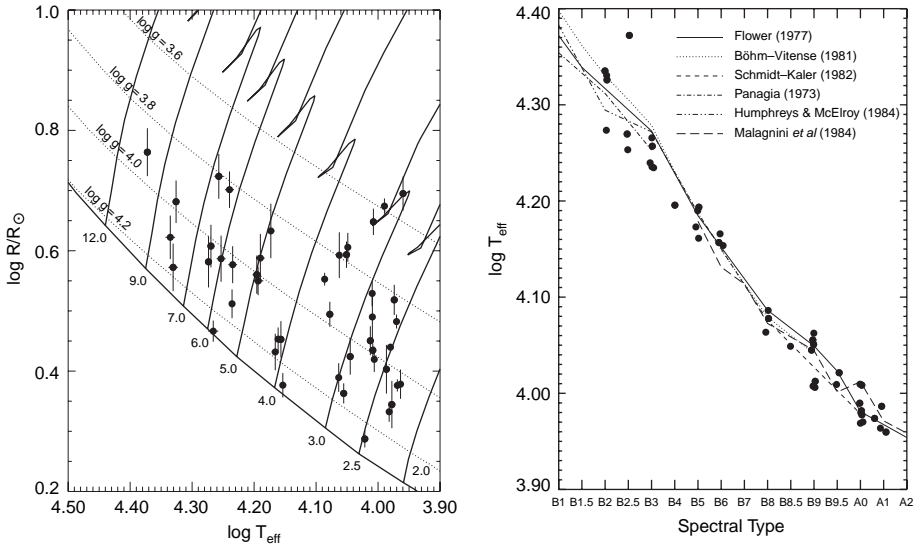 1.0
0.8
0.6
0.4
0.2
log R/R☉
log g = 3.6
log g = 3.8
log g = 4.0
log g = 4.2
12.0
9.0
7.0
6.0
5.0
4.0
3.0
2.5
2.0
4.50
4.40
4.30
4.20
4.10
4.00
3.90
log Teff
4.40
4.30
4.20
4.10
4.00
3.90
log Teff
Flower (1977)
Böhm–Vitense (1981)
Schmidt–Kaler (1982)
Panagia (1973)
Humphreys & McElroy (1984)
Malagnini et al (1984)
B1 B1.5 B2 B2.5 B3 B4 B5 B6 B7 B8 B8.5 B9 B9.5 A0 A1 A2
Spectral Type